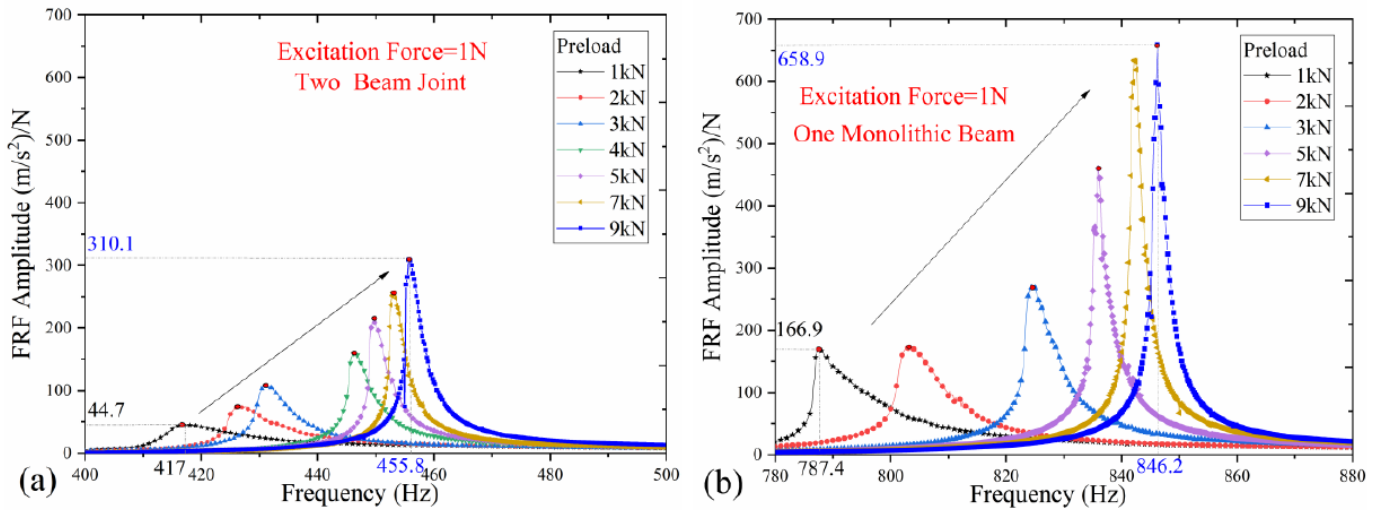 700
600
500
400
300
200
100
0
FRF Amplitude (m/s²)/N
310.1
44.7
Excitation Force=1N
Two Beam Joint
Preload
1kN
2kN
3kN
4kN
5kN
7kN
9kN
400
417
420
440
455.8
460
480
500
Frequency (Hz)
(a)
700
600
500
400
300
200
100
0
FRF Amplitude (m/s²)/N
658.9
166.9
Excitation Force=1N
One Monolithic Beam
Preload
1kN
2kN
3kN
5kN
7kN
9kN
780
787.4
800
820
840
846.2
860
880
Frequency (Hz)
(b)